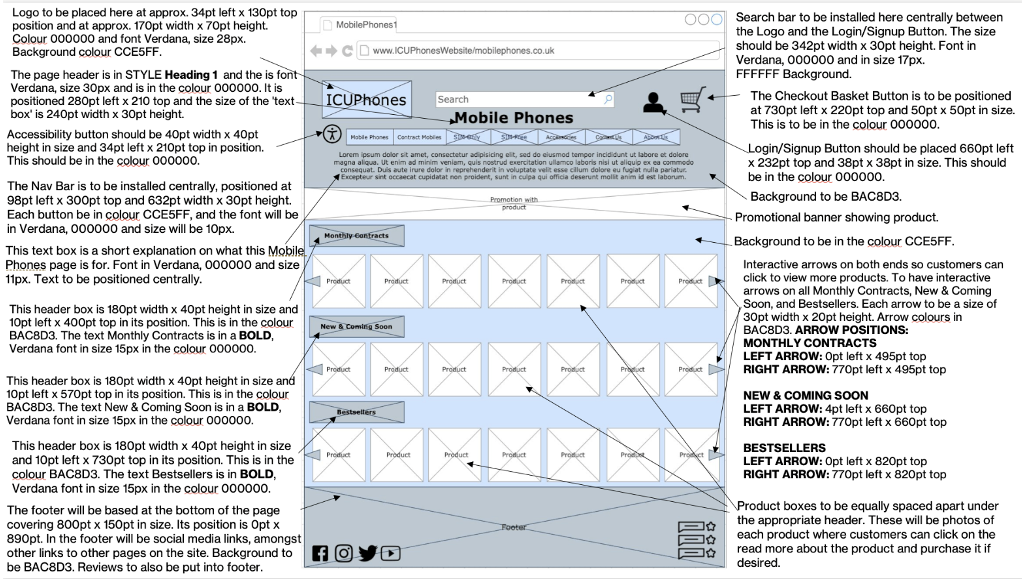 Logo to be placed here at approx. 34pt left x 130pt top
position and at approx. 170pt width x 70pt height.
Colour 000000 and font Verdana, size 28px.
Background colour CCE5FF.
The page header is in STYLE Heading 1 and the is font
Verdana, size 30px and is in the colour 000000. It is
positioned 280pt left x 210 top and the size of the 'text
box' is 240pt width x 30pt height.
Accessibility button should be 40pt width x 40pt
height in size and 34pt left x 210pt top in position.
This should be in the colour 000000.
The Nav Bar is to be installed centrally, positioned at
98pt left x 300pt top and 632pt width x 30pt height.
Each button be in colour CCE5FF, and the font will be
in Verdana, 000000 and size will be 10px.
This text box is a short explanation on what this Mobile
Phones page is for. Font in Verdana, 000000 and size
11px. Text to be positioned centrally.
This header box is 180pt width x 40pt height in size and
10pt left x 400pt top in its position. This is in the colour
BAC8D3. The text Monthly Contracts is in a BOLD,
Verdana font in size 15px in the colour 000000.
This header box is 180pt width x 40pt height in size and
10pt left x 570pt top in its position. This is in the colour
BAC8D3. The text New & Coming Soon is in a BOLD,
Verdana font in size 15px in the colour 000000.
This header box is 180pt width x 40pt height in size
and 10pt left x 730pt top in its position. This is in the
colour BAC8D3. The text Bestsellers is in BOLD,
Verdana font in size 15px in the colour 000000.
The footer will be based at the bottom of the page
covering 800pt x 150pt in size. Its position is 0pt x
890pt. In the footer will be social media links, amongst
other links to other pages on the site. Background to
be BAC8D3. Reviews to also be put into footer.
MobilePhones1
www.ICUPhonesWebsite/mobilephones.co.uk
ICUPhones
Search
Mobile Phones
Mobile Phones Contract Mobiles SIM Only SIM Free Accessories Contact Us About Us
Lorem ipsum dolor sit amet, consectetur adipisicing elit, sed do eiusmod tempor incididunt ut labore et dolore
magna aliqua. Ut enim ad minim veniam, quis nostrud exercitation ullamco laboris nisi ut aliquip ex ea commodo
consequat. Duis aute irure dolor in reprehenderit in voluptate velit esse cillum dolore eu fugiat nulla pariatur.
Excepteur sint occaecat cupidatat non proident, sunt in culpa qui officia deserunt mollit anim id est laborum.
Promotion with
product
Monthly Contracts
Product Product Product Product Product Product Product
New & Coming Soon
Product Product Product Product Product Product Product
Bestsellers
Product Product Product Product Product Product Product
Footer
Search bar to be installed here centrally between
the Logo and the Login/Signup Button. The size
should be 342pt width x 30pt height. Font in
Verdana, 000000 and in size 17px.
FFFFFF Background.
The Checkout Basket Button is to be positioned
at 730pt left x 220pt top and 50pt x 50pt in size.
This is to be in the colour 000000.
Login/Signup Button should be placed 660pt left
x 232pt top and 38pt x 38pt in size. This should
be in the colour 000000.
Background to be BAC8D3.
Promotional banner showing product.
Background to be in the colour CCE5FF.
Interactive arrows on both ends so customers can
click to view more products. To have interactive
arrows on all Monthly Contracts, New & Coming
Soon, and Bestsellers. Each arrow to be a size of
30pt width x 20pt height. Arrow colours in
BAC8D3. ARROW POSITIONS:
MONTHLY CONTRACTS
LEFT ARROW: 0pt left x 495pt top
RIGHT ARROW: 770pt left x 495pt top
NEW & COMING SOON
LEFT ARROW: 4pt left x 660pt top
RIGHT ARROW: 770pt left x 660pt top
BESTSELLERS
LEFT ARROW: 0pt left x 820pt top
RIGHT ARROW: 770pt left x 820pt top
Product boxes to be equally spaced apart under
the appropriate header. These will be photos of
each product where customers can click on the
read more about the product and purchase it if
desired.